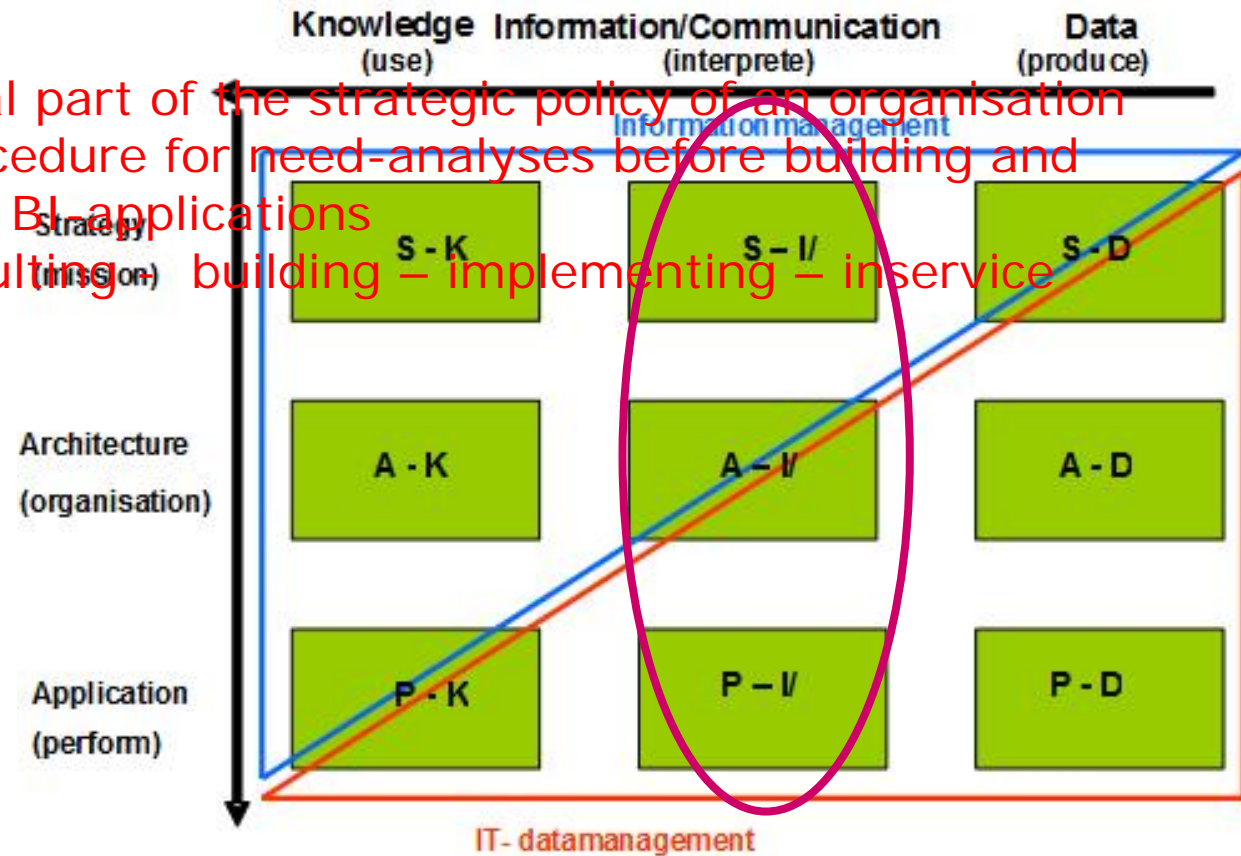 Knowledge Information/Communication Data
(use) (interprete) (produce)
al part of the strategic policy of an organisation
Information management
cedure for need-analyses before building and
BI-applications
Strategy
S - K S – I/ S - D
(mission)
ulting – building – implementing – inservice
Architecture
A - K A – I/ A - D
(organisation)
P - K P – I/ P - D
Application
(perform)
IT- datamanagement